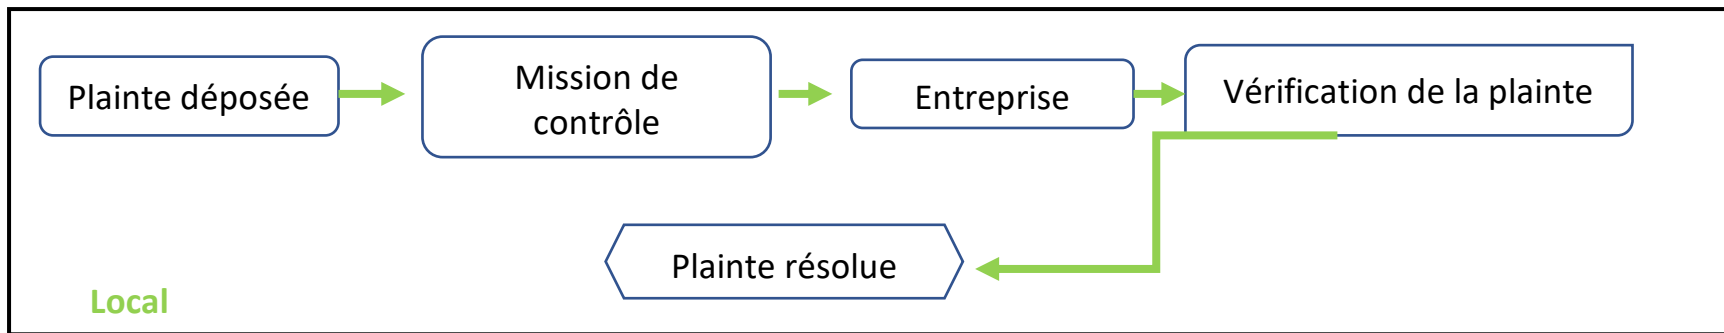 Plainte déposée
Mission de
contrôle
Entreprise
Vérification de la plainte
Plainte résolue
Local